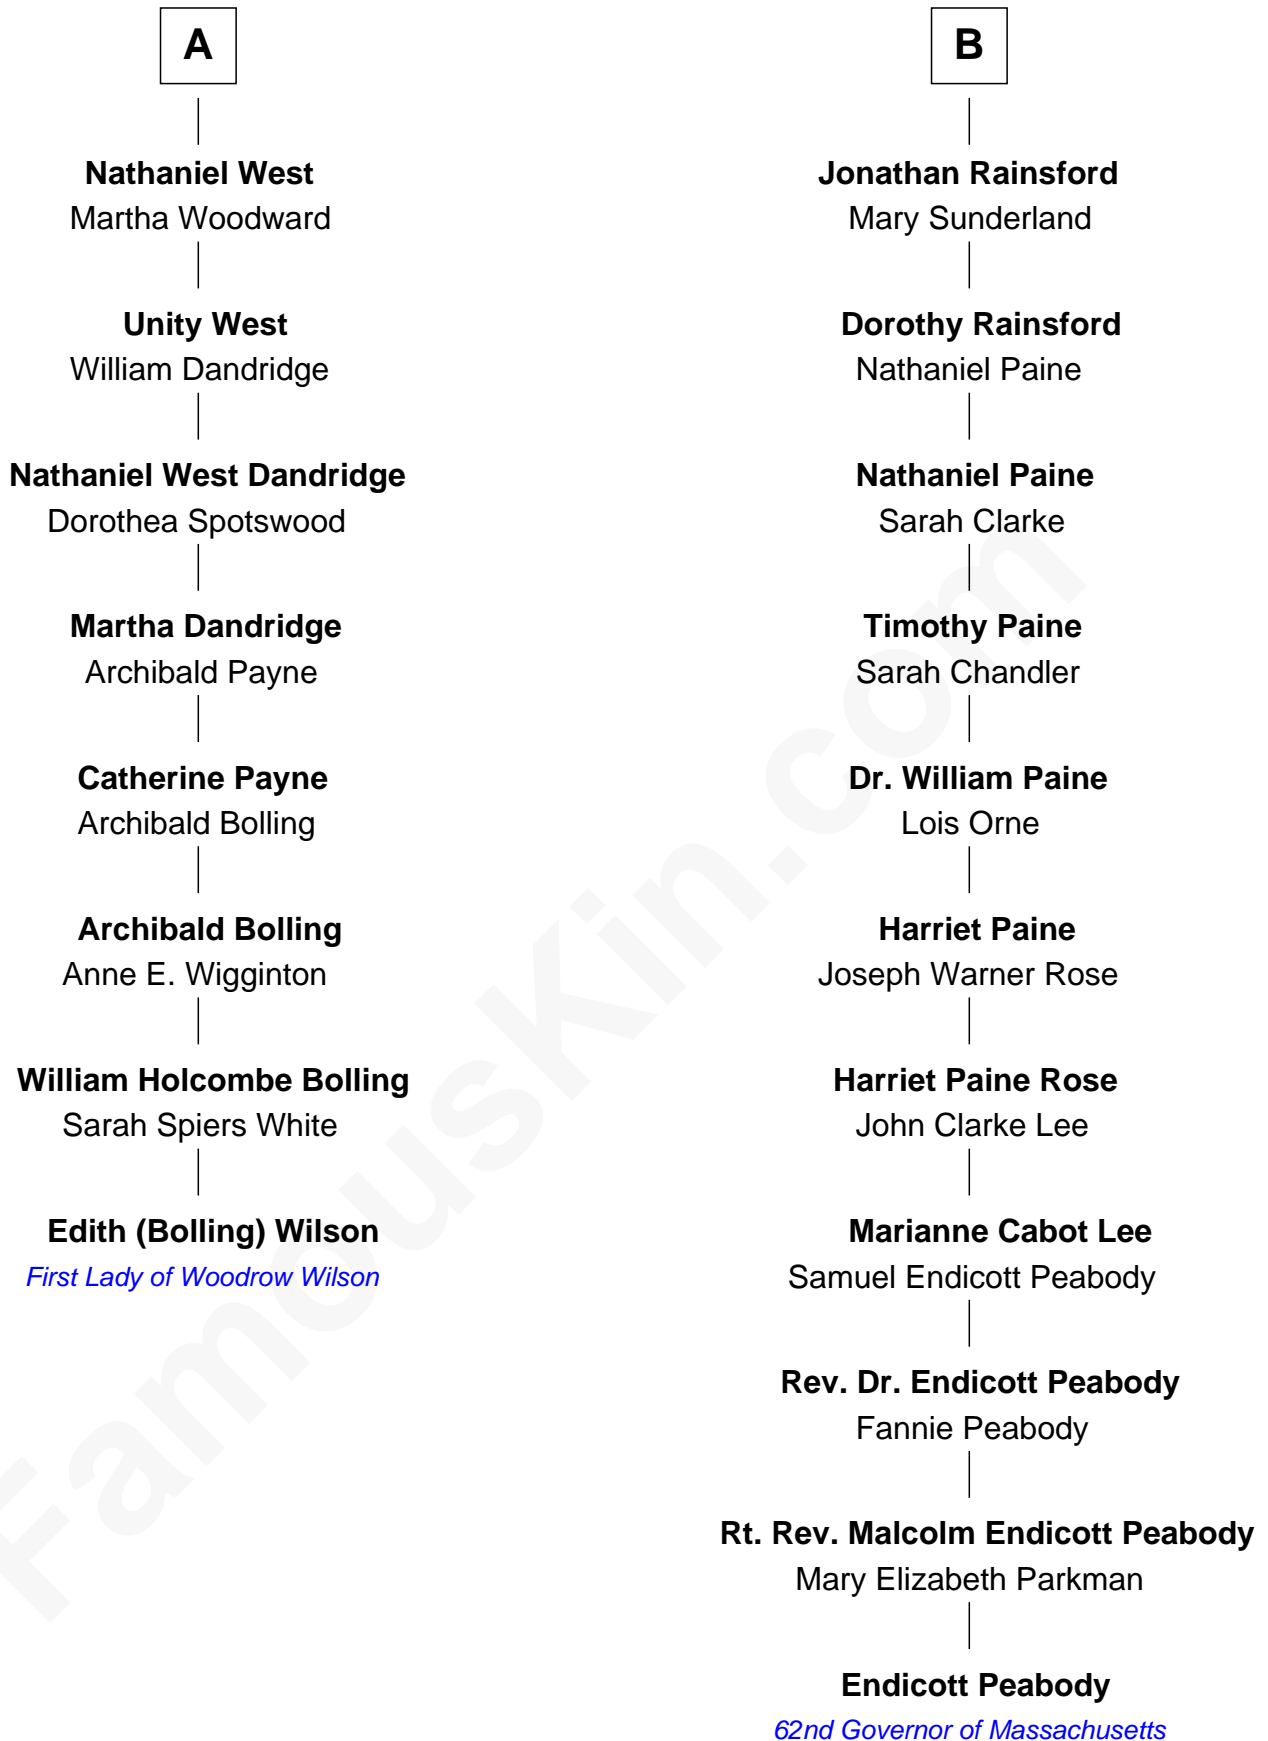 A
Nathaniel West
Martha Woodward
Unity West
William Dandridge
Nathaniel West Dandridge
Dorothea Spotswood
Martha Dandridge
Archibald Payne
Catherine Payne
Archibald Bolling
Archibald Bolling
Anne E. Wigginton
William Holcombe Bolling
Sarah Spiers White
Edith (Bolling) Wilson
First Lady of Woodrow Wilson
B
Jonathan Rainsford
Mary Sunderland
Dorothy Rainsford
Nathaniel Paine
Nathaniel Paine
Sarah Clarke
Timothy Paine
Sarah Chandler
Dr. William Paine
Lois Orne
Harriet Paine
Joseph Warner Rose
Harriet Paine Rose
John Clarke Lee
Marianne Cabot Lee
Samuel Endicott Peabody
Rev. Dr. Endicott Peabody
Fannie Peabody
Rt. Rev. Malcolm Endicott Peabody
Mary Elizabeth Parkman
Endicott Peabody
62nd Governor of Massachusetts
FamousKin.com